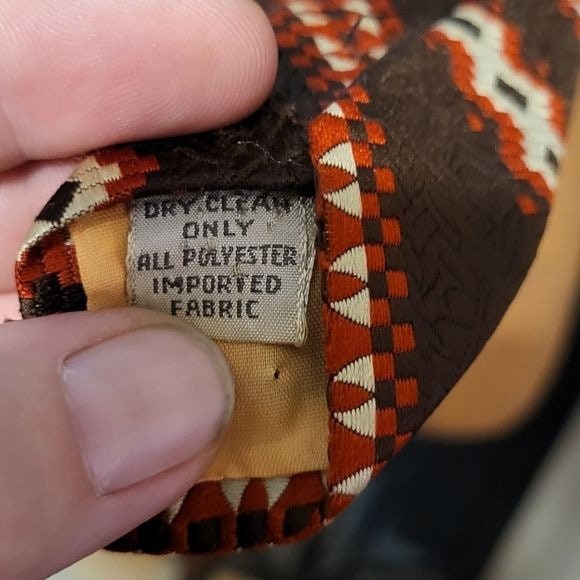 DRY CLEAN
ONLY
ALL POLYESTER
IMPORTED
FABRIC